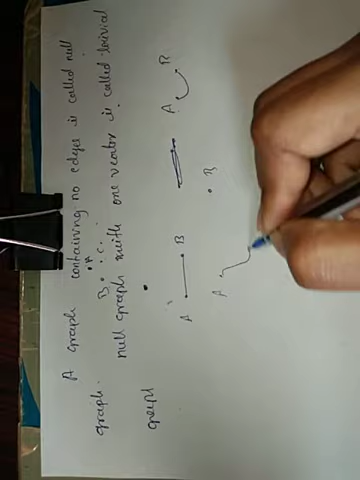 A graph containing no edges is called null
graph. B A C.
null graph with one vertex is called trivial
graph
A B A B
A B